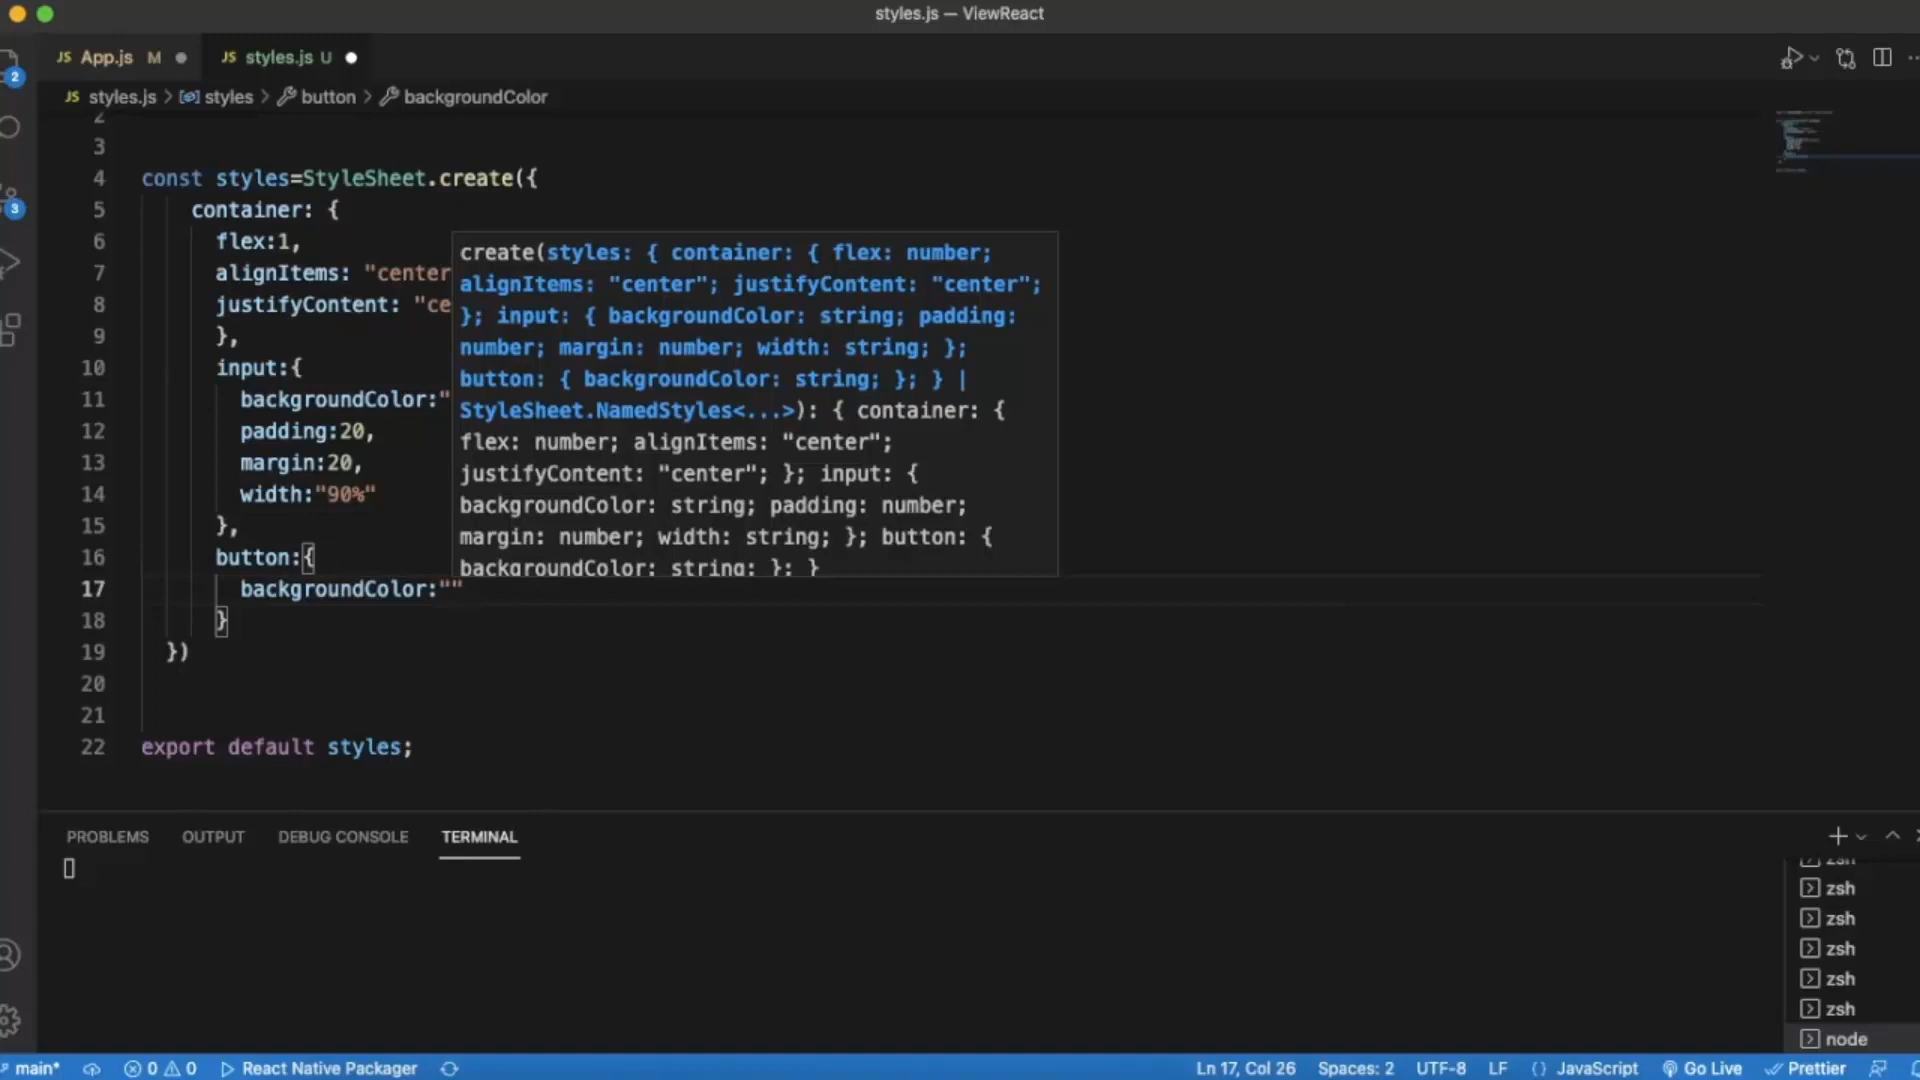 styles.js — ViewReact
JS App.js M
JS styles.js U
2
JS styles.js > styles > button > backgroundColor
2
3
4 const styles=StyleSheet.create({
5 container: {
6 flex:1,
7 alignItems: "center
8 justifyContent: "ce
9 },
10 input:{
11 backgroundColor:"
12 padding:20,
13 margin:20,
14 width:"90%"
15 },
16 button:{
17 backgroundColor:""
18 }
19 })
20
21
22 export default styles;
create(styles: { container: { flex: number;
alignItems: "center"; justifyContent: "center";
}; input: { backgroundColor: string; padding:
number; margin: number; width: string; };
button: { backgroundColor: string; }; } |
StyleSheet.NamedStyles<...>): { container: {
flex: number; alignItems: "center";
justifyContent: "center"; }; input: {
backgroundColor: string; padding: number;
margin: number; width: string; }; button: {
backgroundColor: string; }; }
3
PROBLEMS OUTPUT DEBUG CONSOLE TERMINAL
zsh
zsh
zsh
zsh
zsh
zsh
node
main* 0 0 React Native Packager Ln 17, Col 26 Spaces: 2 UTF-8 LF {} JavaScript Go Live Prettier